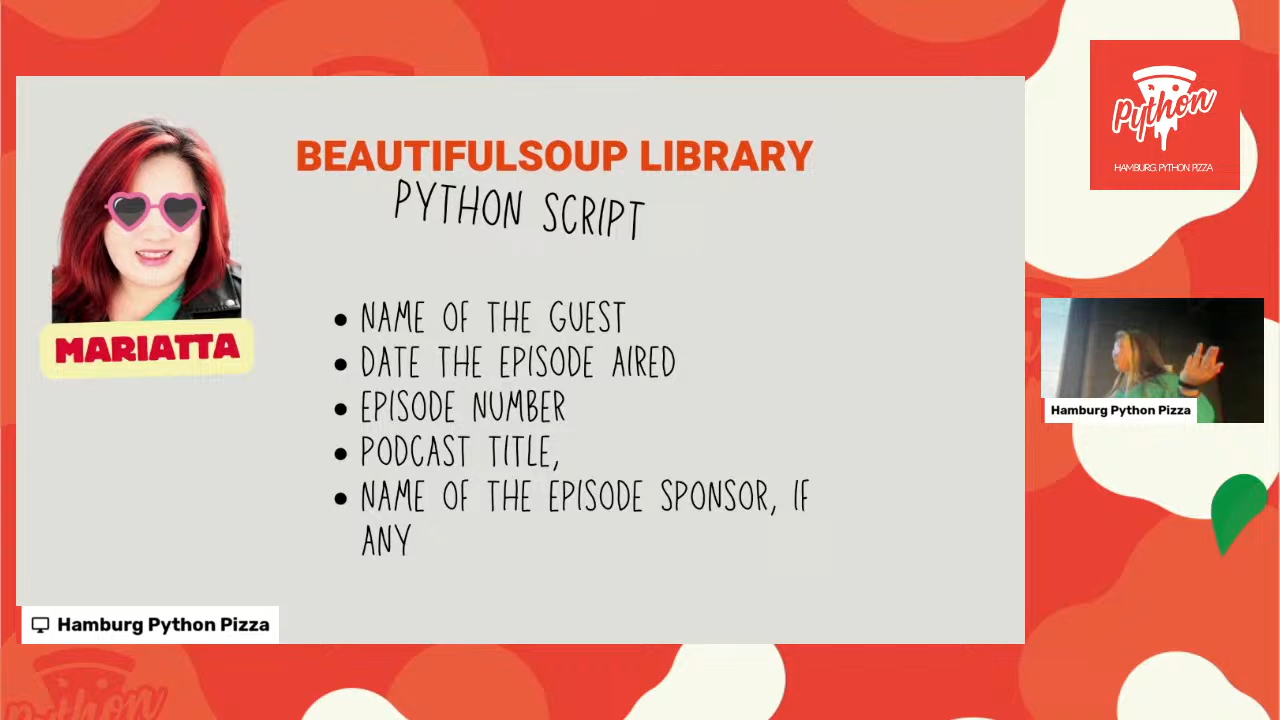 BEAUTIFULSOUP LIBRARY
PYTHON SCRIPT
MARIATTA
NAME OF THE GUEST
DATE THE EPISODE AIRED
EPISODE NUMBER
PODCAST TITLE,
NAME OF THE EPISODE SPONSOR, IF
ANY
Hamburg Python Pizza
Python
HAMBURG.PYTHON.PIZZA
Hamburg Python Pizza
Python